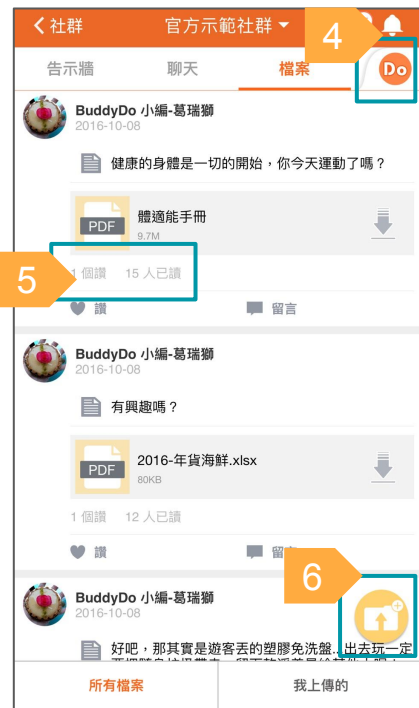 社群
官方示範社群
4
告示牆
聊天
檔案
Do
BuddyDo 小編-葛瑞獅
2016-10-08
健康的身體是一切的開始，你今天運動了嗎？
PDF
體適能手冊
9.7M
5
1 個讚 15 人已讀
讚
留言
BuddyDo 小編-葛瑞獅
2016-10-08
有興趣嗎？
PDF
2016-年貨海鮮.xlsx
80KB
1 個讚 12 人已讀
讚
留
6
BuddyDo 小編-葛瑞獅
2016-10-08
好吧，那其實是遊客丟的塑膠免洗盤...出去玩一定
所有檔案
我上傳的